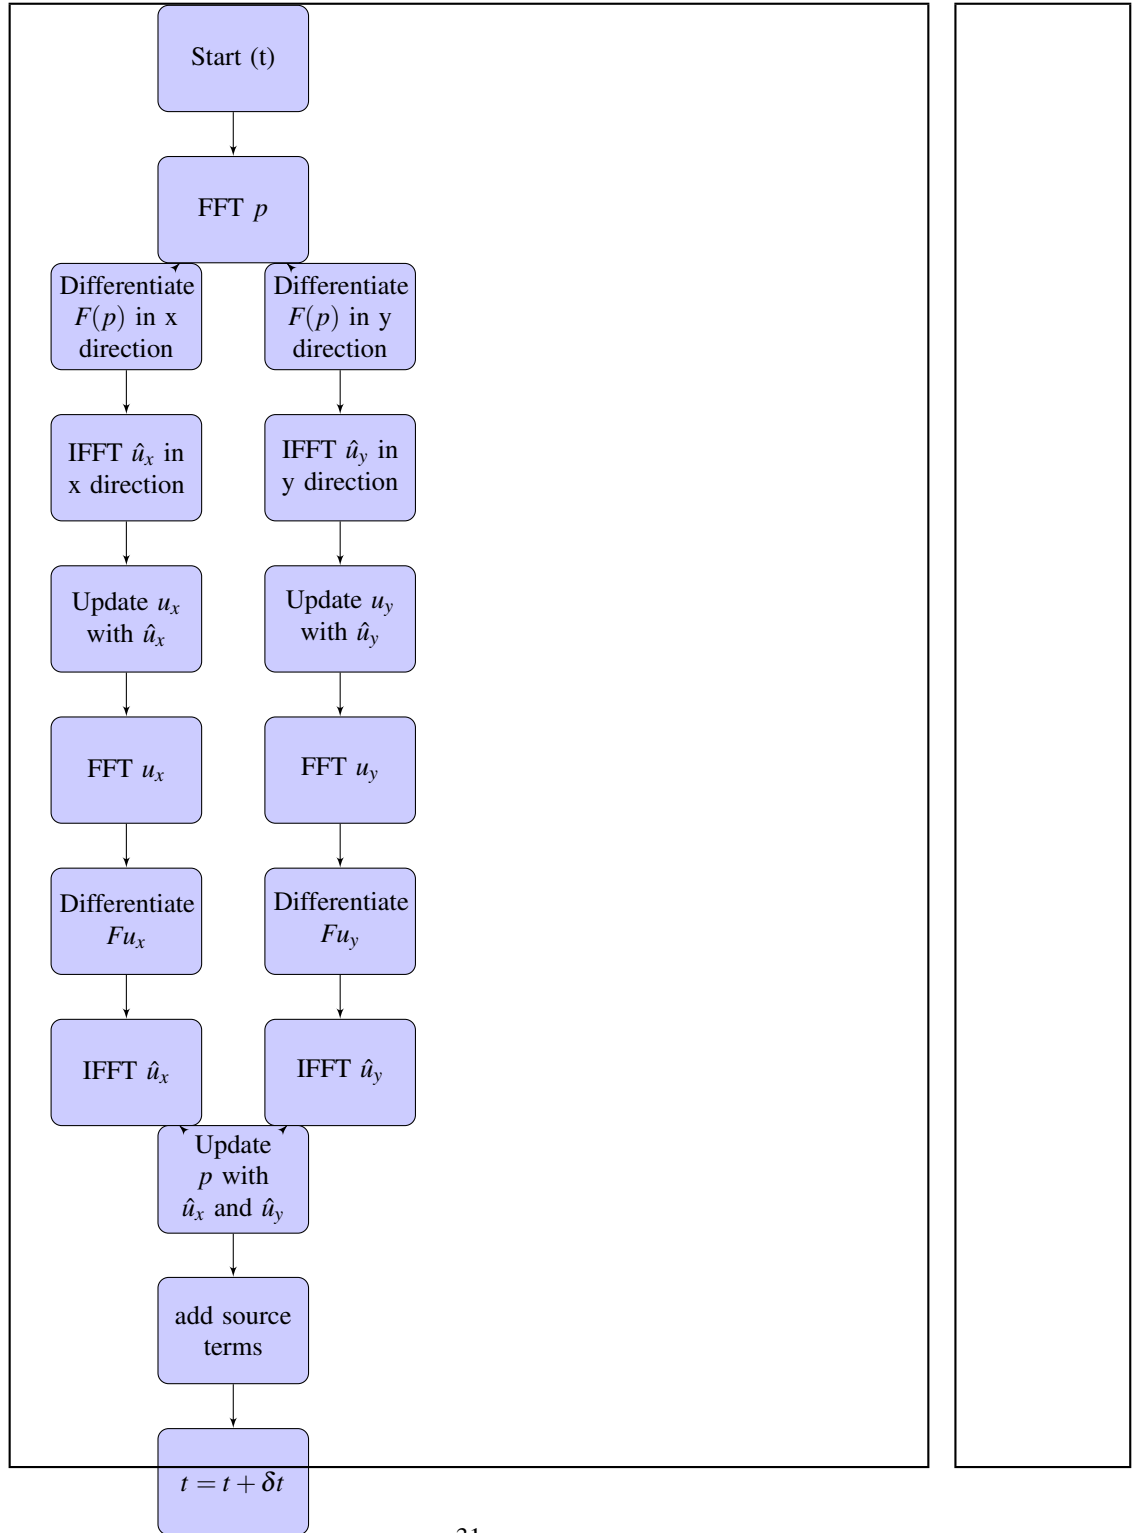 Start (t)
FFT p
Differentiate
F(p) in x
direction
Differentiate
F(p) in y
direction
IFFT û_x in
x direction
IFFT û_y in
y direction
Update u_x
with û_x
Update u_y
with û_y
FFT u_x
FFT u_y
Differentiate
Fu_x
Differentiate
Fu_y
IFFT û_x
IFFT û_y
Update
p with
û_x and û_y
add source
terms
t = t + δt
31